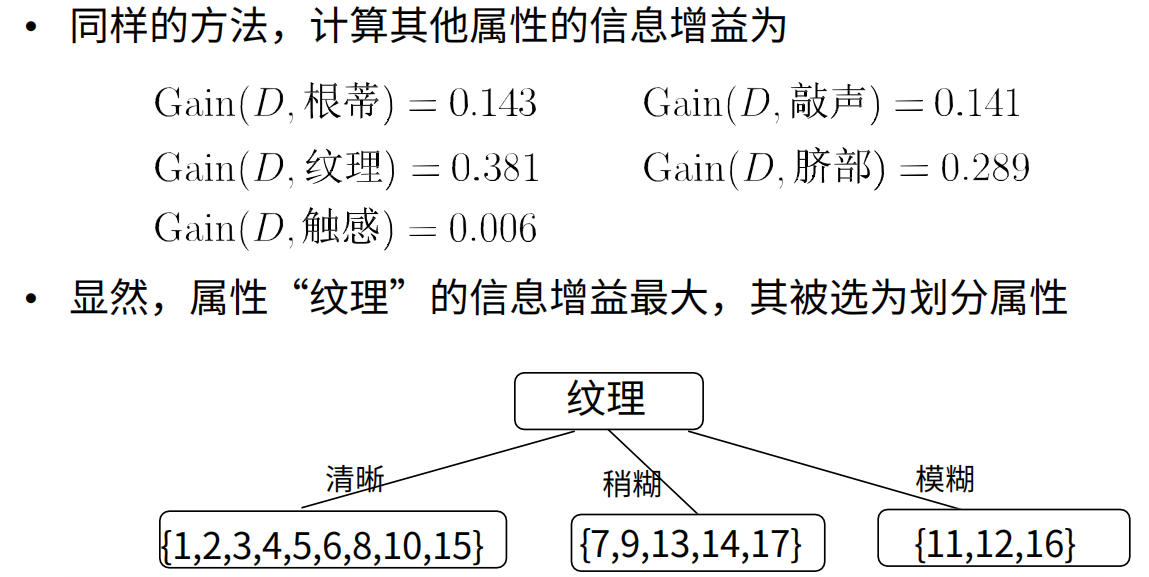 • 同样的方法，计算其他属性的信息增益为
Gain(D,根蒂) = 0.143 Gain(D,敲声) = 0.141
Gain(D,纹理) = 0.381 Gain(D,脐部) = 0.289
Gain(D,触感) = 0.006
• 显然，属性“纹理”的信息增益最大，其被选为划分属性
纹理
清晰 稍糊 模糊
{1,2,3,4,5,6,8,10,15} {7,9,13,14,17} {11,12,16}